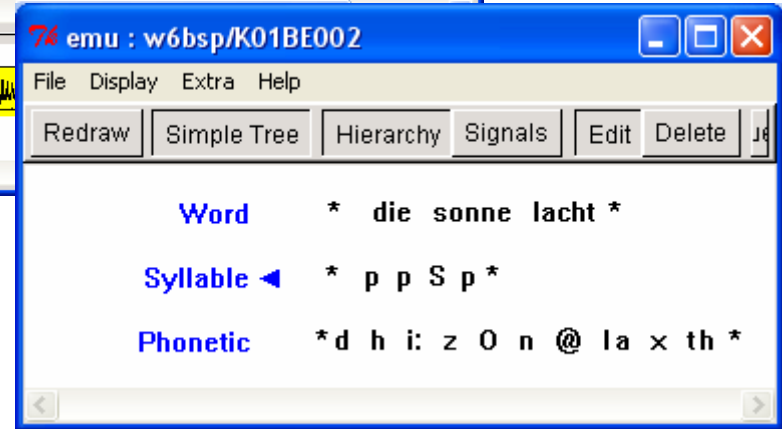 emu : w6bsp/K01BE002
File Display Extra Help
Redraw Simple Tree Hierarchy Signals Edit Delete
Word * die sonne lacht *
Syllable * p p S p *
Phonetic * d h i: z O n @ l a x th *